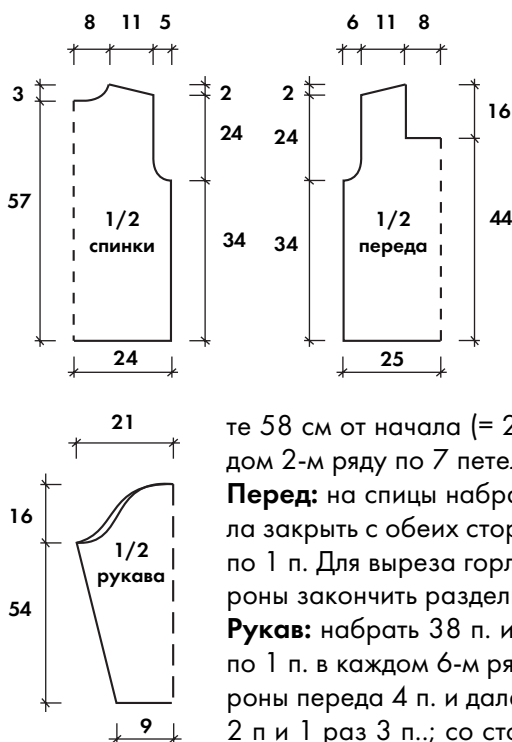 8 11 5
6 11 8
3
2
2
16
24
24
57
1/2
спинки
34
34
1/2
переда
44
24
25
21
16
1/2
рукава
54
9
те 58 см от начала (= 2
дом 2-м ряду по 7 петел
Перед: на спицы набра
ла закрыть с обеих стор
по 1 п. Для выреза горл
роны закончить раздел
Рукав: набрать 38 п. и
по 1 п. в каждом 6-м ря
роны переда 4 п. и дале
2 п и 1 раз 3 п..; со ста